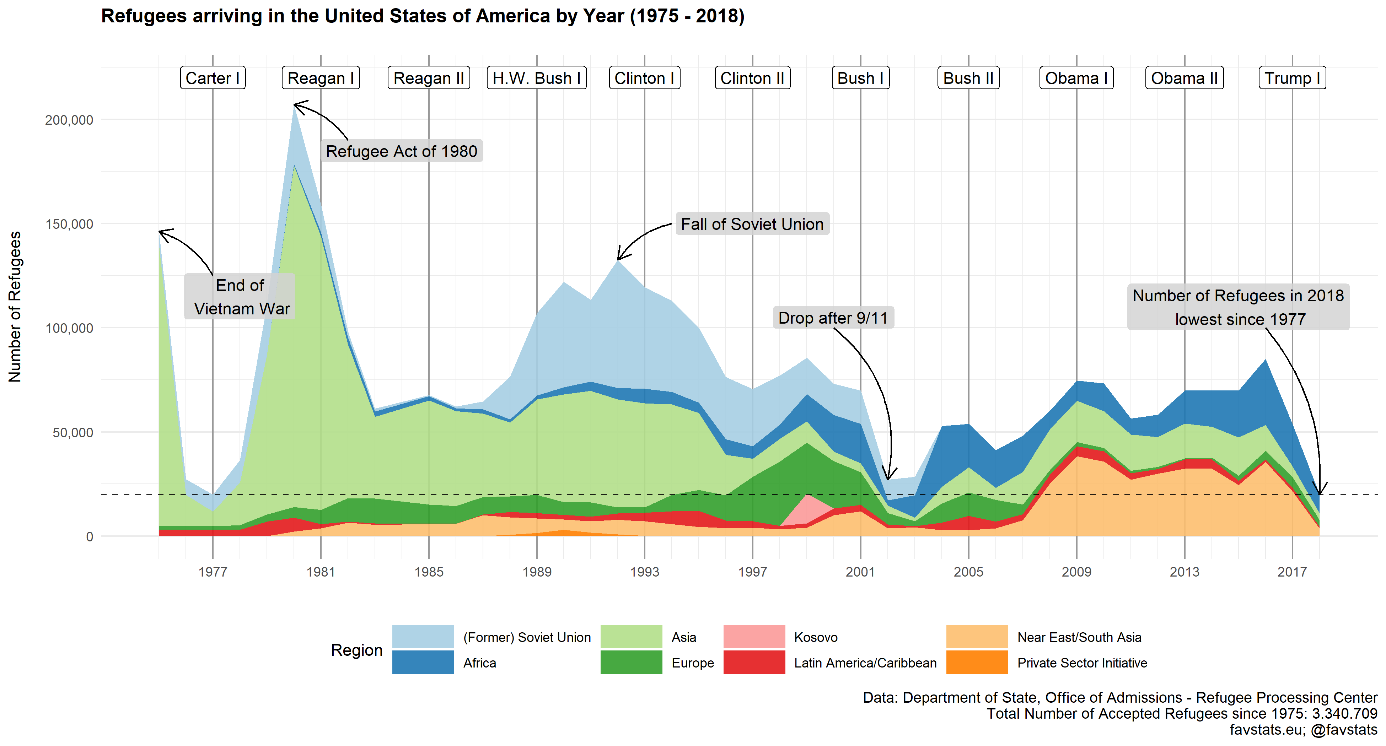 Refugees arriving in the United States of America by Year (1975 - 2018)
Carter I
Reagan I
Reagan II
H.W. Bush I
Clinton I
Clinton II
Bush I
Bush II
Obama I
Obama II
Trump I
Number of Refugees
200,000
150,000
100,000
50,000
0
Refugee Act of 1980
Fall of Soviet Union
End of
Vietnam War
Drop after 9/11
Number of Refugees in 2018
lowest since 1977
1977
1981
1985
1989
1993
1997
2001
2005
2009
2013
2017
Region
(Former) Soviet Union
Africa
Asia
Europe
Kosovo
Latin America/Caribbean
Near East/South Asia
Private Sector Initiative
Data: Department of State, Office of Admissions - Refugee Processing Center
Total Number of Accepted Refugees since 1975: 3.340.709
favstats.eu; @favstats